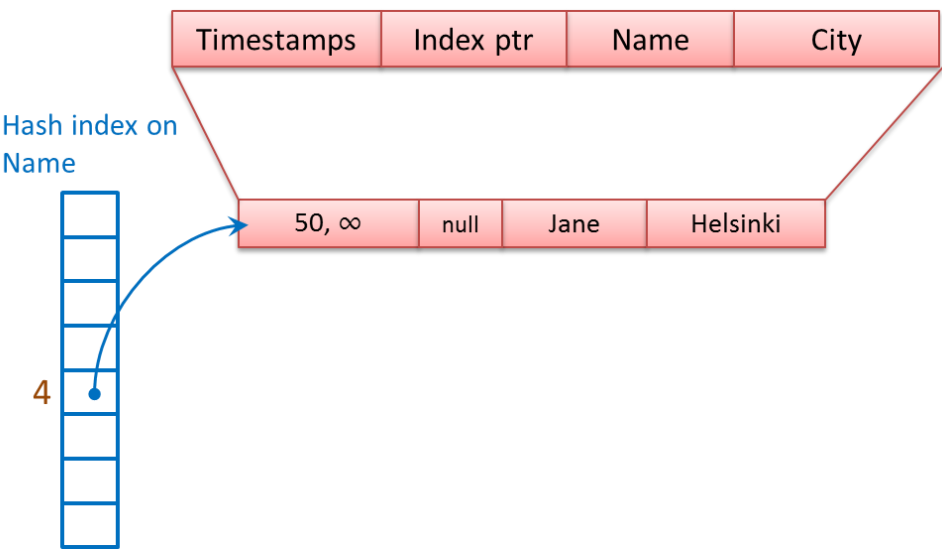 Timestamps Index ptr Name City
Hash index on
Name
50, ∞ null Jane Helsinki
4